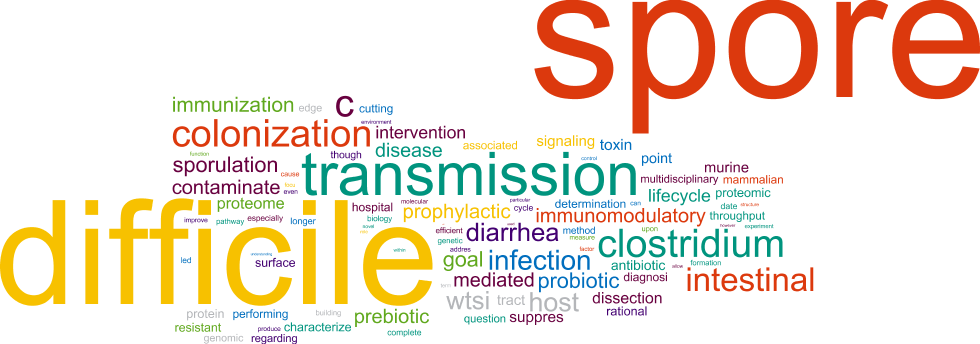 spore
immunization edge c cutting
environment
colonization intervention associated signaling toxin
function though disease control point
sporulation cause transmission murine
contaminate even multidisciplinary mammalian
proteome hospital molecular particular determination can lifecycle proteomic
prophylactic cycle immunomodulatory date structure
improve pathway especially longer biology throughput
novel efficient diarrhea method upon however experiment
difficile genetic measure clostridium
within addres factor
led understanding surface goal infection antibiotic allow formation
mediated probiotic diagnosi intestinal
term
wtsi tract host dissection
protein performing building prebiotic question suppres rational
resistant produce characterize complete
genomic regarding